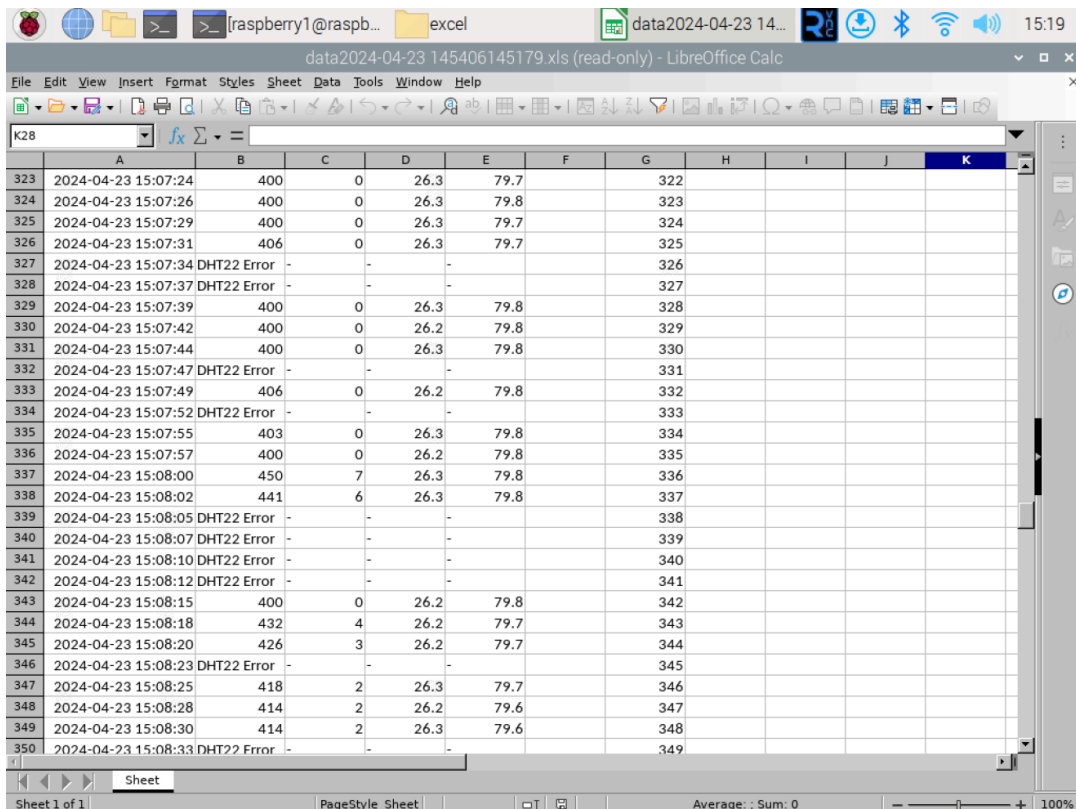 [raspberry1@raspb... excel data2024-04-23 14... 15:19
data2024-04-23 145406145179.xls (read-only) - LibreOffice Calc
File Edit View Insert Format Styles Sheet Data Tools Window Help
K28
A B C D E F G H I J K
323 2024-04-23 15:07:24 400 0 26.3 79.7 322
324 2024-04-23 15:07:26 400 0 26.3 79.8 323
325 2024-04-23 15:07:29 400 0 26.3 79.7 324
326 2024-04-23 15:07:31 406 0 26.3 79.7 325
327 2024-04-23 15:07:34 DHT22 Error - - - 326
328 2024-04-23 15:07:37 DHT22 Error - - - 327
329 2024-04-23 15:07:39 400 0 26.3 79.8 328
330 2024-04-23 15:07:42 400 0 26.2 79.8 329
331 2024-04-23 15:07:44 400 0 26.3 79.8 330
332 2024-04-23 15:07:47 DHT22 Error - - - 331
333 2024-04-23 15:07:49 406 0 26.2 79.8 332
334 2024-04-23 15:07:52 DHT22 Error - - - 333
335 2024-04-23 15:07:55 403 0 26.3 79.8 334
336 2024-04-23 15:07:57 400 0 26.2 79.8 335
337 2024-04-23 15:08:00 450 7 26.3 79.8 336
338 2024-04-23 15:08:02 441 6 26.3 79.8 337
339 2024-04-23 15:08:05 DHT22 Error - - - 338
340 2024-04-23 15:08:07 DHT22 Error - - - 339
341 2024-04-23 15:08:10 DHT22 Error - - - 340
342 2024-04-23 15:08:12 DHT22 Error - - - 341
343 2024-04-23 15:08:15 400 0 26.2 79.8 342
344 2024-04-23 15:08:18 432 4 26.2 79.7 343
345 2024-04-23 15:08:20 426 3 26.2 79.7 344
346 2024-04-23 15:08:23 DHT22 Error - - - 345
347 2024-04-23 15:08:25 418 2 26.3 79.7 346
348 2024-04-23 15:08:28 414 2 26.2 79.6 347
349 2024-04-23 15:08:30 414 2 26.3 79.6 348
350 2024-04-23 15:08:33 DHT22 Error - - - 349
Sheet
Sheet 1 of 1 PageStyle_Sheet Average: ; Sum: 0 100%